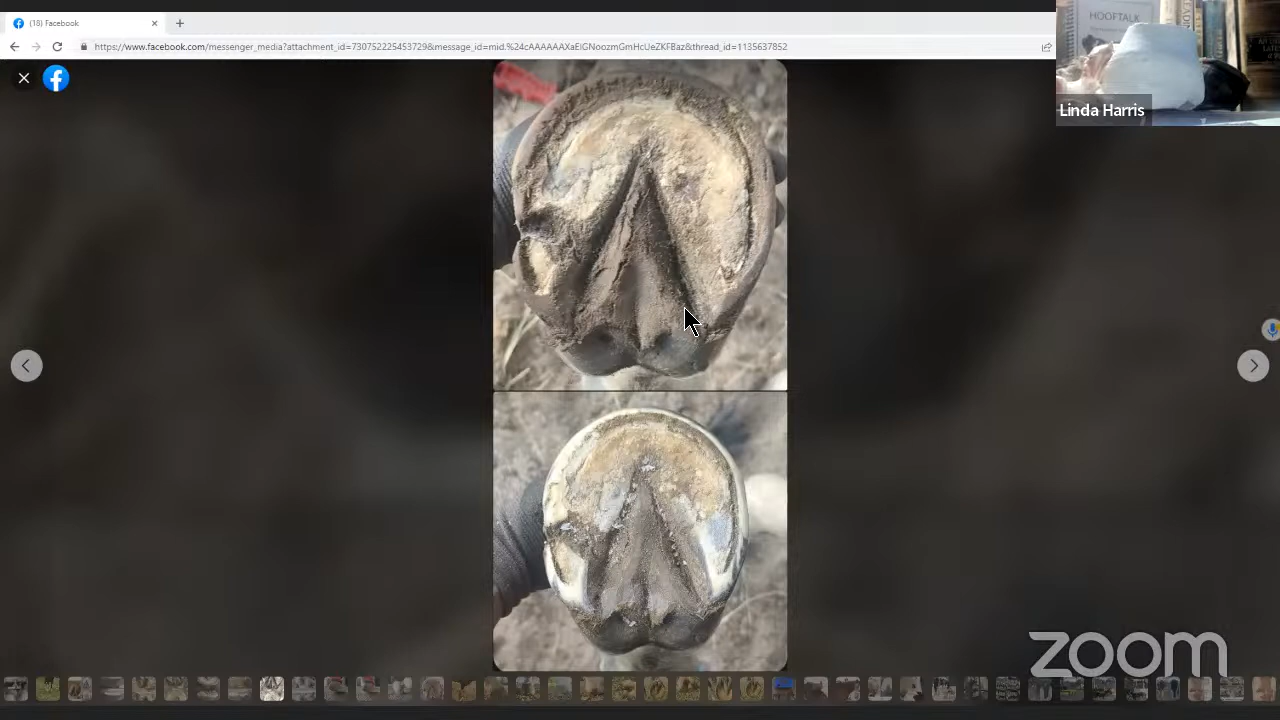 (18) Facebook
https://www.facebook.com/messenger_media?attachment_id=730752225453729&message_id=mid.%24cAAAAAAXaEIGNoozmGmHcUeZKFBaz&thread_id=1135637852
HOOFTALK
Linda Harris
zoom